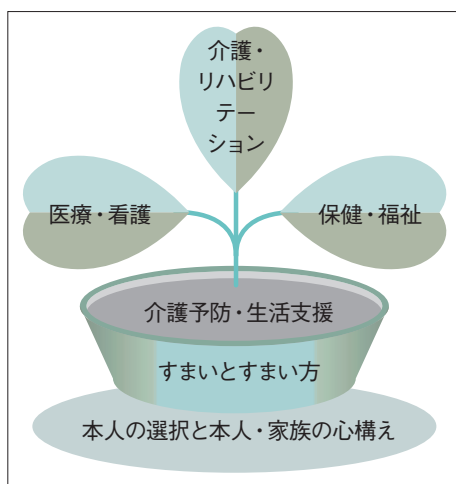 介護・
リハビリ
テー
ション
医療・看護
保健・福祉
介護予防・生活支援
すまいとすまい方
本人の選択と本人・家族の心構え